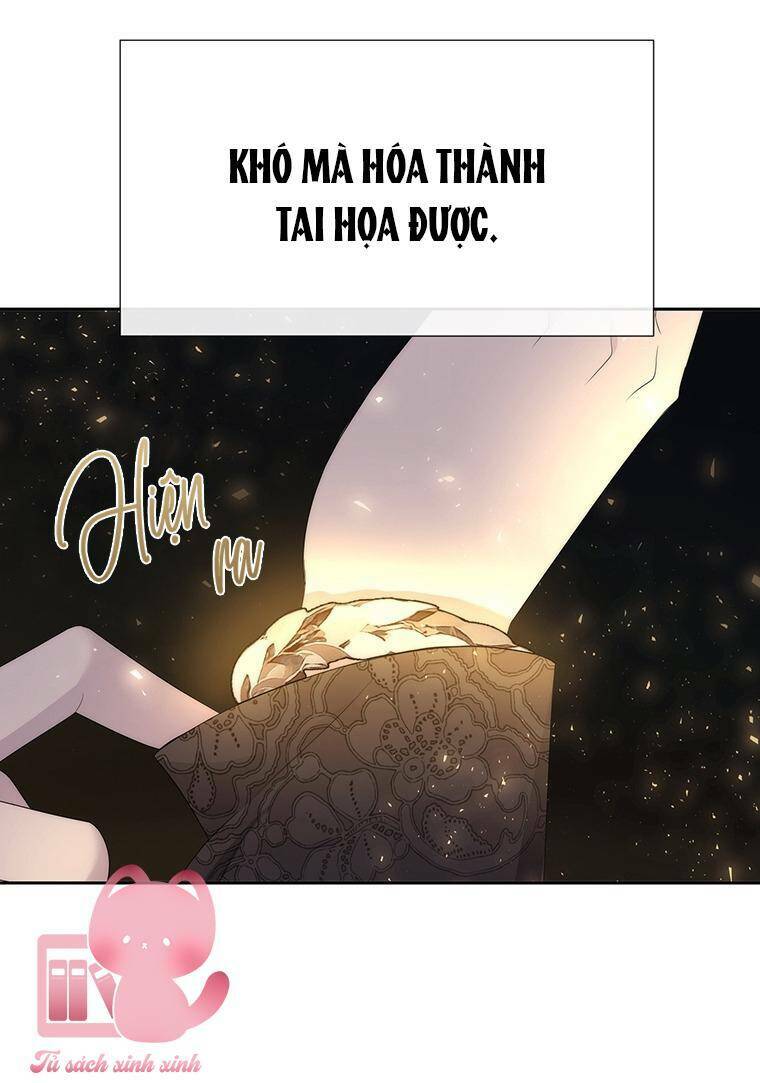 KHÓ MÀ HÓA THÀNH
TAI HỌA ĐƯỢC.
Hiện
ra
Tủ sách xinh xinh